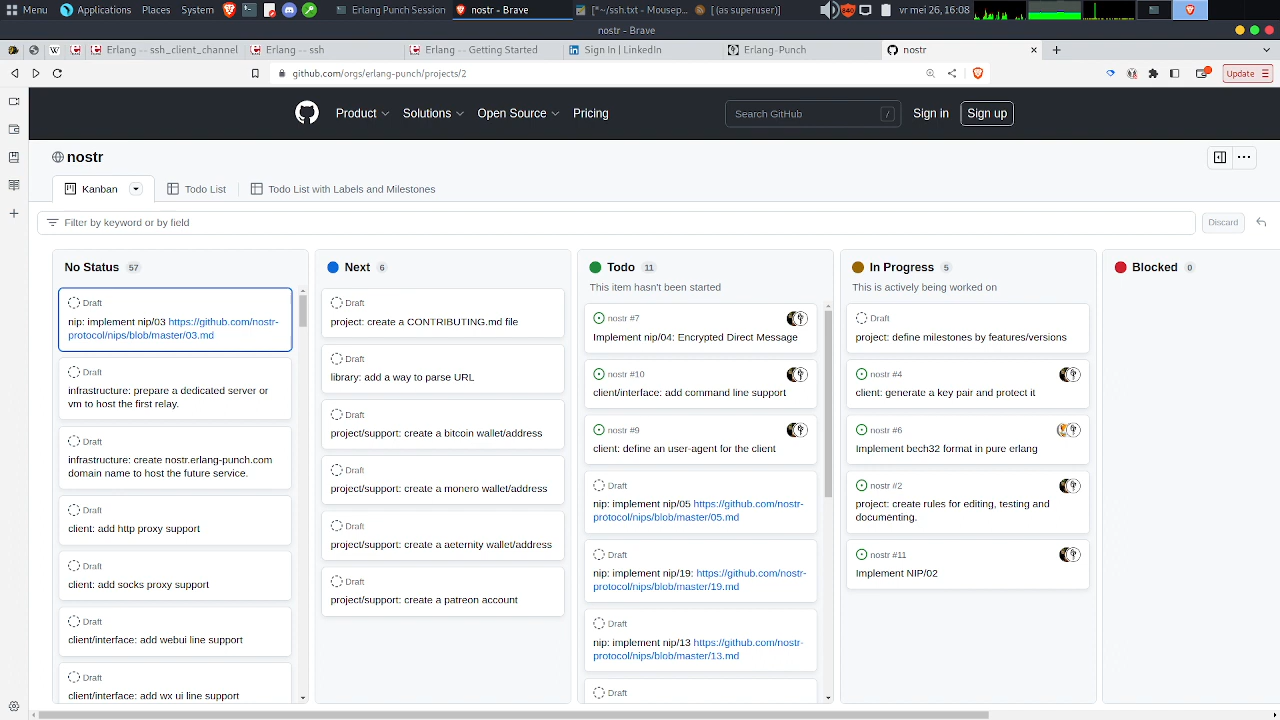 Menu Applications Places System Erlang Punch [*~/ssh.txt - Mousep... [ (as superuser)] 840 vr mei 26, 16:08
nostr - Brave
nostr - Brave
Erlang -- ssh_client_channel Erlang -- ssh Erlang -- Getting Started Sign In | LinkedIn Erlang-Punch nostr
github.com/orgs/erlang-punch/projects/2 Update
Product Solutions Open Source Pricing Search GitHub / Sign in Sign up
nostr
Kanban Todo List Todo List with Labels and Milestones
Filter by keyword or by field Discard
No Status 57
Draft
nip: implement nip/03 https://github.com/nostr-
protocol/nips/blob/master/03.md
Draft
infrastructure: prepare a dedicated server or
vm to host the first relay.
Draft
infrastructure: create nostr.erlang-punch.com
domain name to host the future service.
Draft
client: add http proxy support
Draft
client: add socks proxy support
Draft
client/interface: add webui line support
Draft
client/interface: add wx ui line support
Next 6
Draft
project: create a CONTRIBUTING.md file
Draft
library: add a way to parse URL
Draft
project/support: create a bitcoin wallet/address
Draft
project/support: create a monero wallet/address
Draft
project/support: create a aeternity wallet/address
Draft
project/support: create a patreon account
Todo 11
This item hasn't been started
nostr #7
Implement nip/04: Encrypted Direct Message
nostr #10
client/interface: add command line support
nostr #9
client: define an user-agent for the client
Draft
nip: implement nip/05 https://github.com/nostr-
protocol/nips/blob/master/05.md
Draft
nip: implement nip/19: https://github.com/nostr-
protocol/nips/blob/master/19.md
Draft
nip: implement nip/13 https://github.com/nostr-
protocol/nips/blob/master/13.md
Draft
In Progress 5
This is actively being worked on
Draft
project: define milestones by features/versions
nostr #4
client: generate a key pair and protect it
nostr #6
Implement bech32 format in pure erlang
nostr #2
project: create rules for editing, testing and
documenting.
nostr #11
Implement NIP/02
Blocked 0